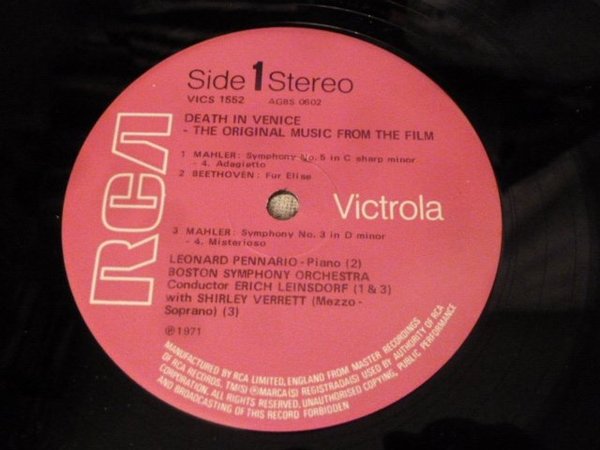 Side 1 Stereo
VICS 1552 AGBS 0602
DEATH IN VENICE
- THE ORIGINAL MUSIC FROM THE FILM
1 MAHLER: Symphony No. 5 in C sharp minor
- 4. Adagietto
2 BEETHOVEN: Fur Elise
RCA
Victrola
3 MAHLER: Symphony No. 3 in D minor
- 4. Misterioso
LEONARD PENNARIO - Piano (2)
BOSTON SYMPHONY ORCHESTRA
Conductor ERICH LEINSDORF (1 & 3)
with SHIRLEY VERRETT (Mezzo-
Soprano) (3)
℗1971
MANUFACTURED BY RCA LIMITED, ENGLAND FROM MASTER RECORDINGS
OF RCA RECORDS. TM(S) ® MARCA(S) REGISTRADA(S) USED BY AUTHORITY OF RCA
CORPORATION. ALL RIGHTS RESERVED. UNAUTHORISED COPYING, PUBLIC PERFORMANCE
AND BROADCASTING OF THIS RECORD FORBIDDEN